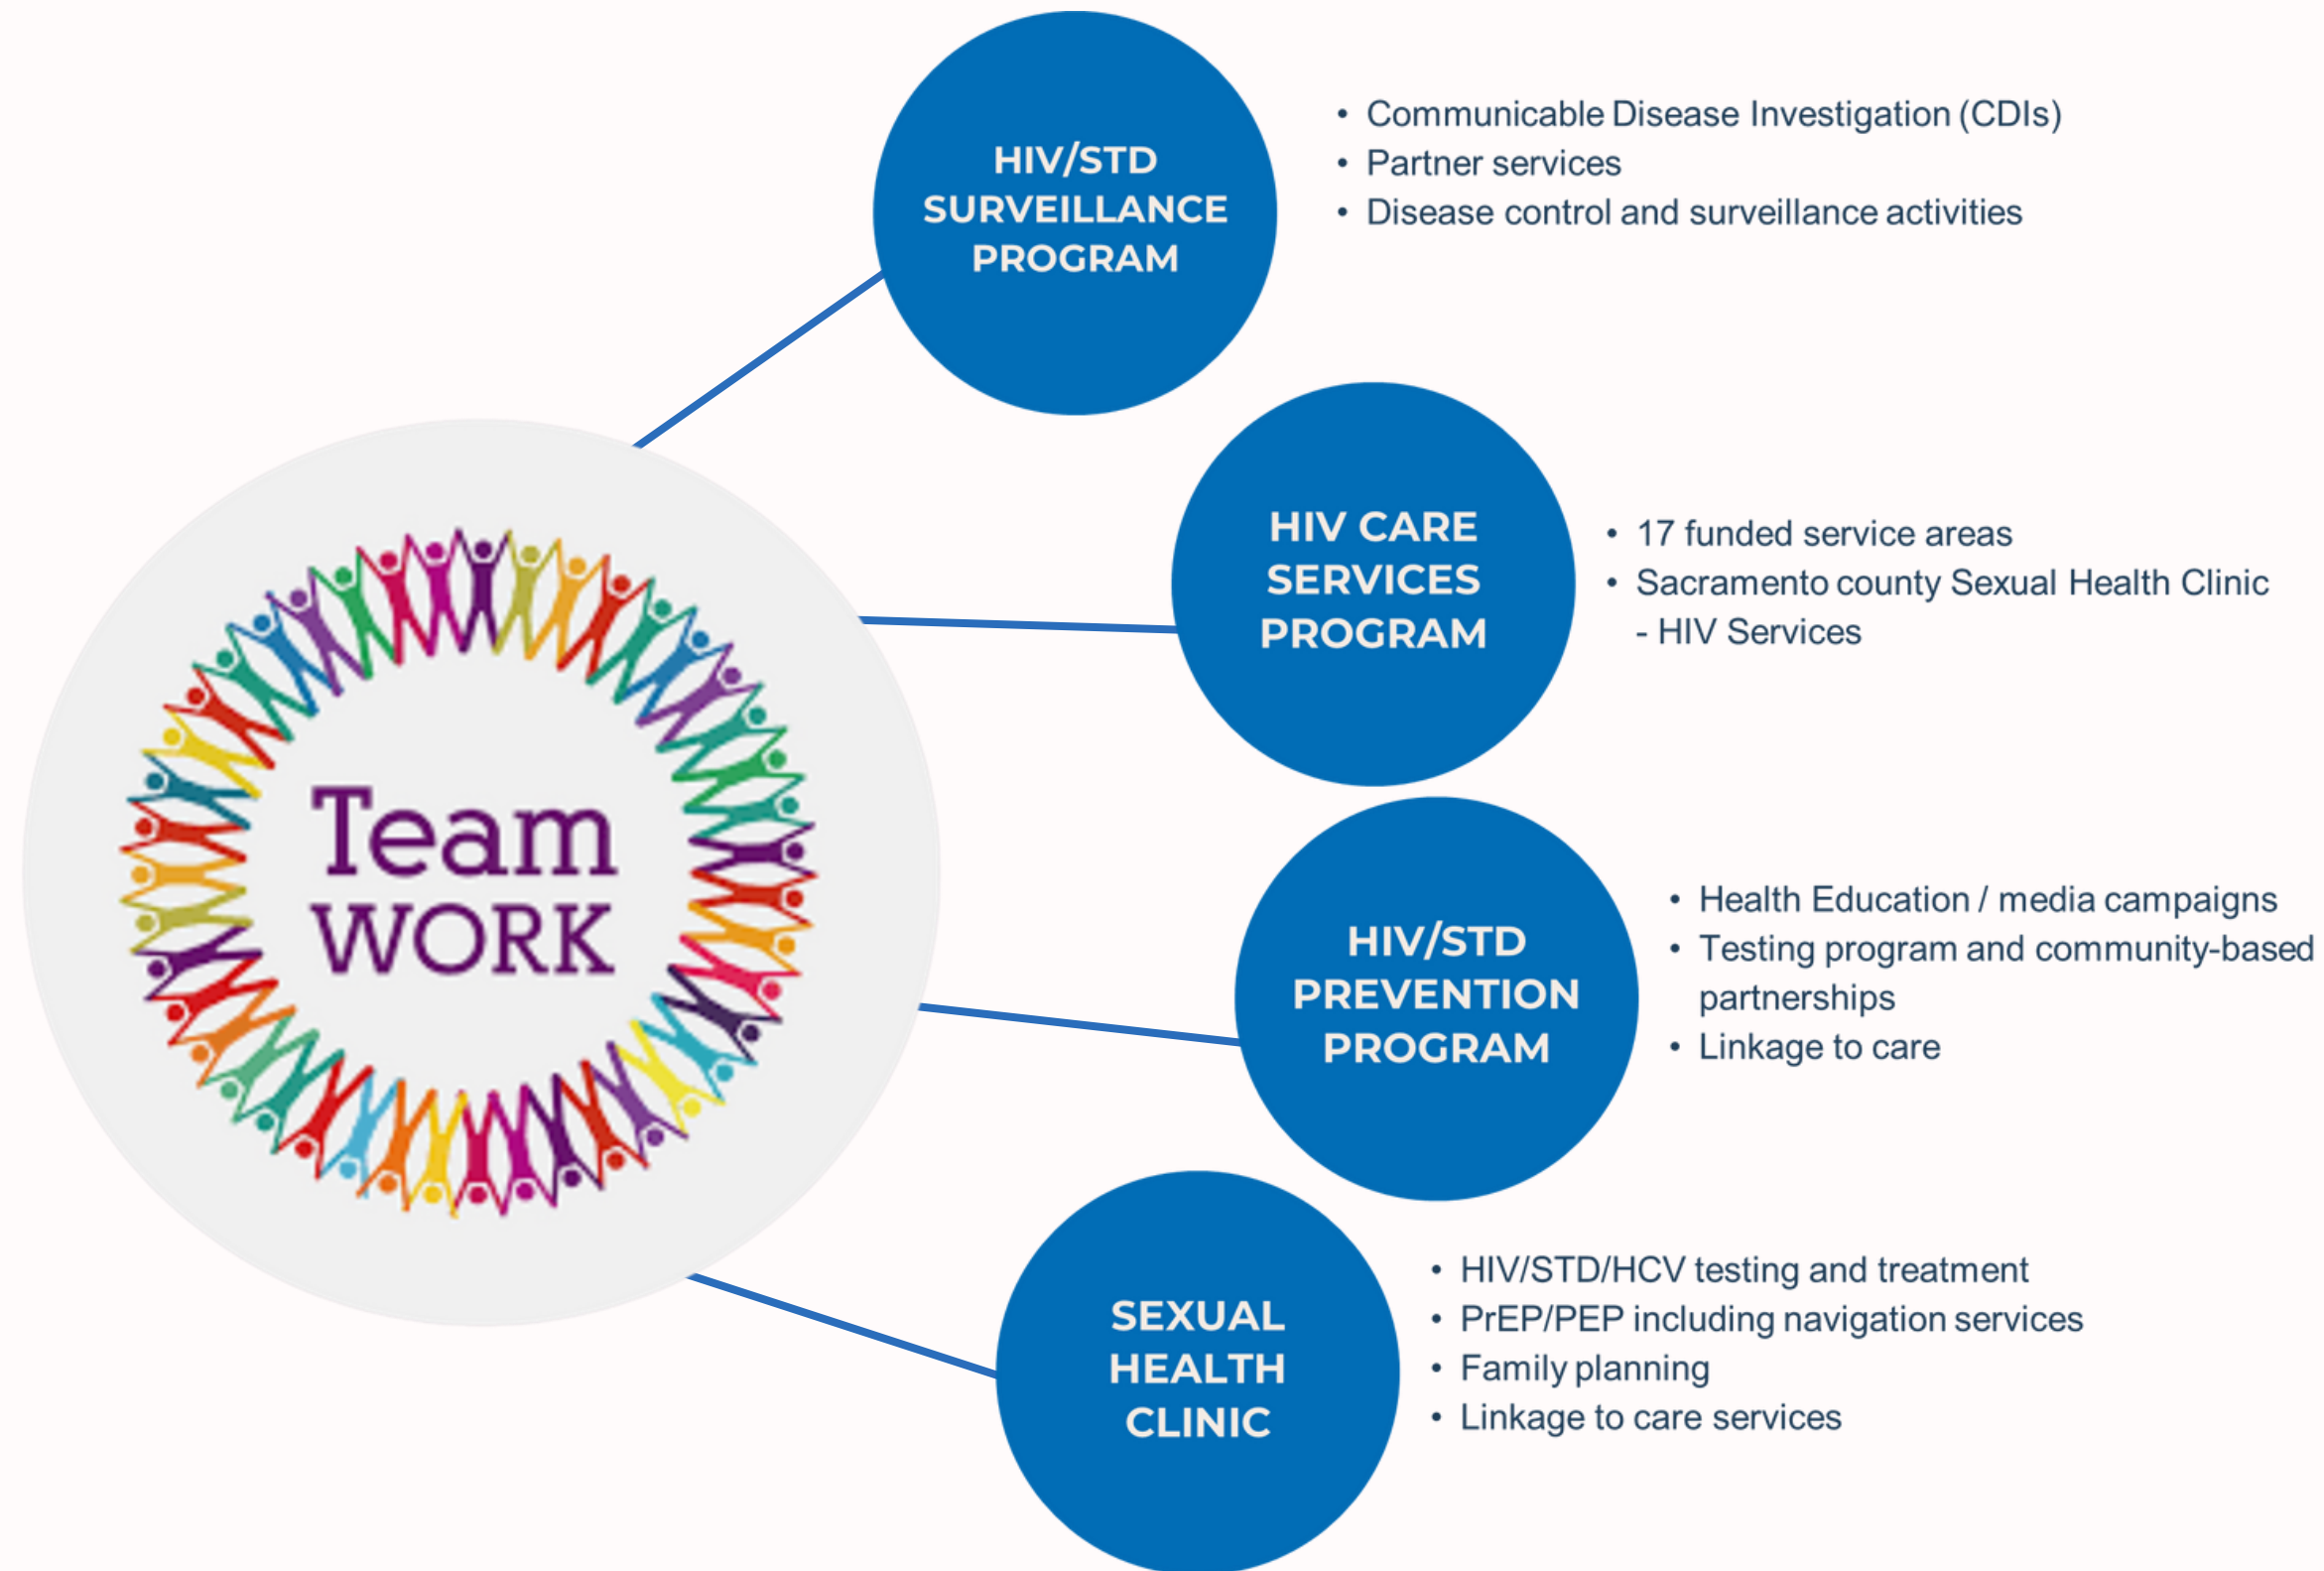 Team
WORK
HIV/STD
SURVEILLANCE
PROGRAM
• Communicable Disease Investigation (CDIs)
• Partner services
• Disease control and surveillance activities
HIV CARE
SERVICES
PROGRAM
• 17 funded service areas
• Sacramento county Sexual Health Clinic
- HIV Services
HIV/STD
PREVENTION
PROGRAM
• Health Education / media campaigns
• Testing program and community-based
partnerships
• Linkage to care
SEXUAL
HEALTH
CLINIC
• HIV/STD/HCV testing and treatment
• PrEP/PEP including navigation services
• Family planning
• Linkage to care services